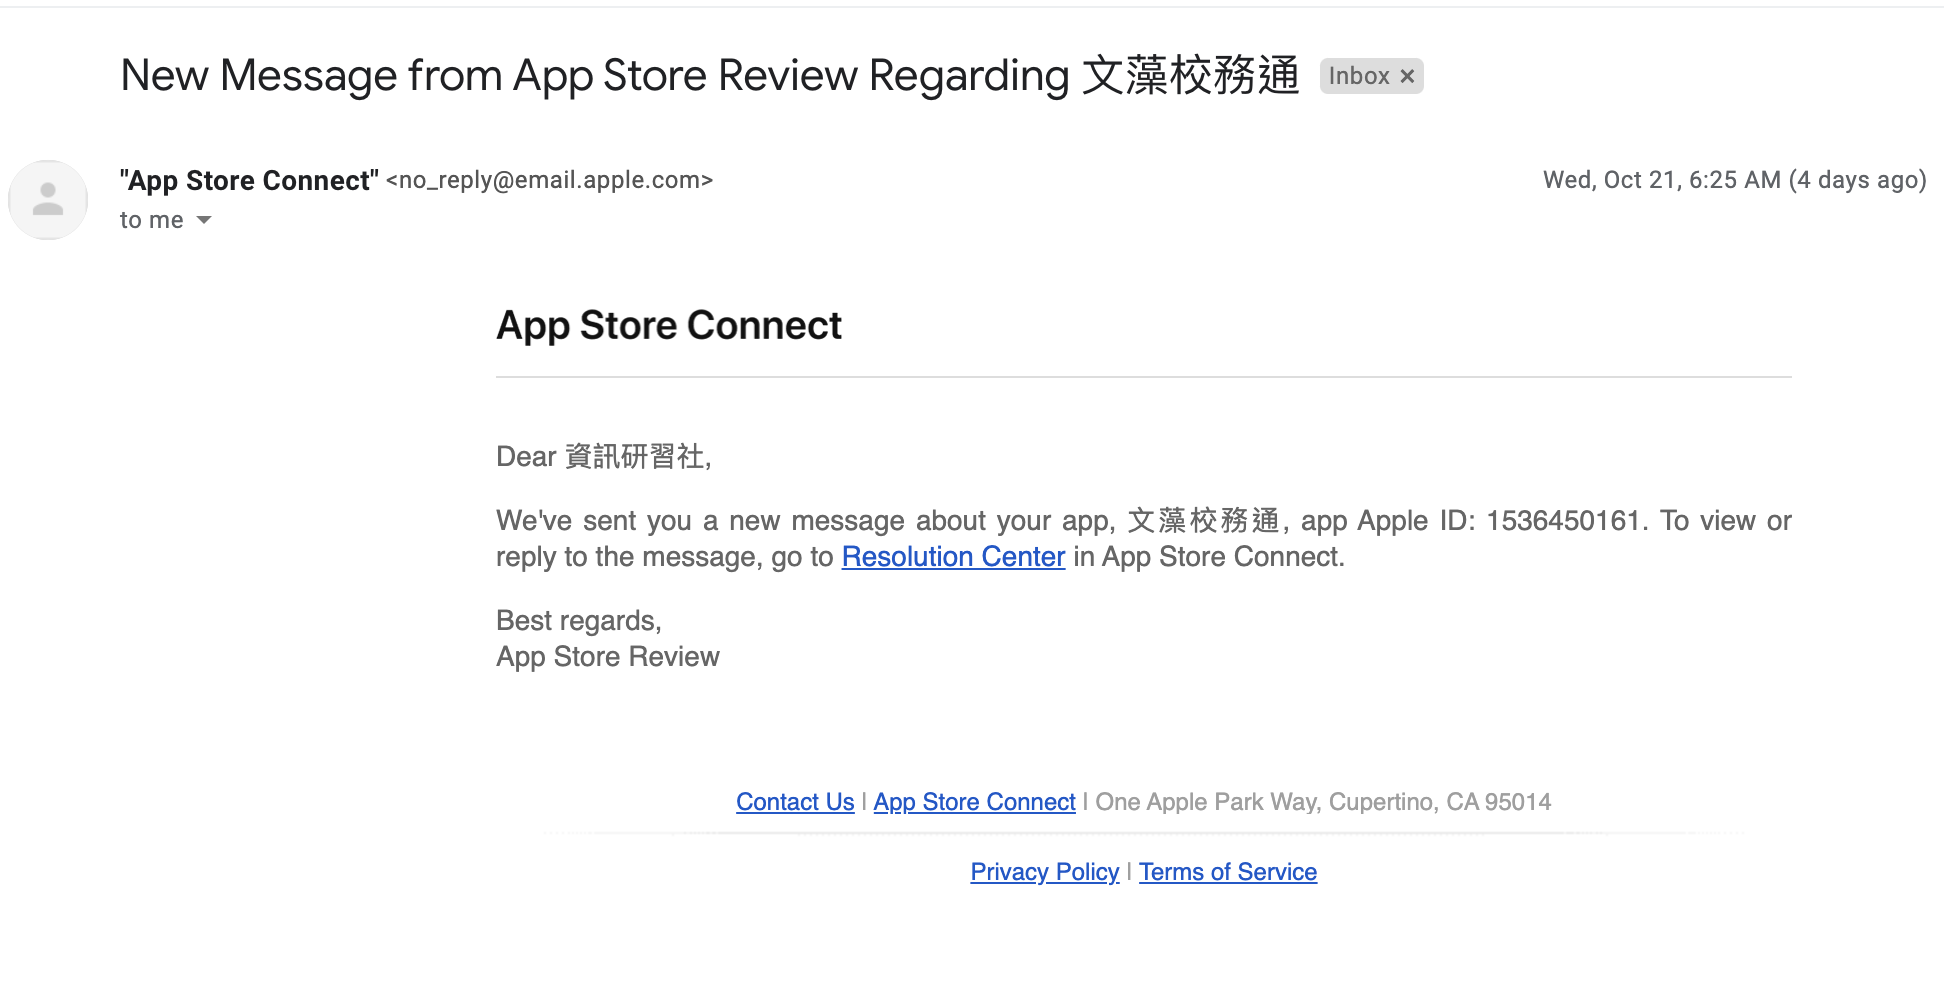 New Message from App Store Review Regarding 文藻校務通 Inbox ×
"App Store Connect" <no_reply@email.apple.com> Wed, Oct 21, 6:25 AM (4 days ago)
to me
App Store Connect
Dear 資訊研習社,
We've sent you a new message about your app, 文藻校務通, app Apple ID: 1536450161. To view or
reply to the message, go to Resolution Center in App Store Connect.
Best regards,
App Store Review
Contact Us | App Store Connect | One Apple Park Way, Cupertino, CA 95014
Privacy Policy | Terms of Service